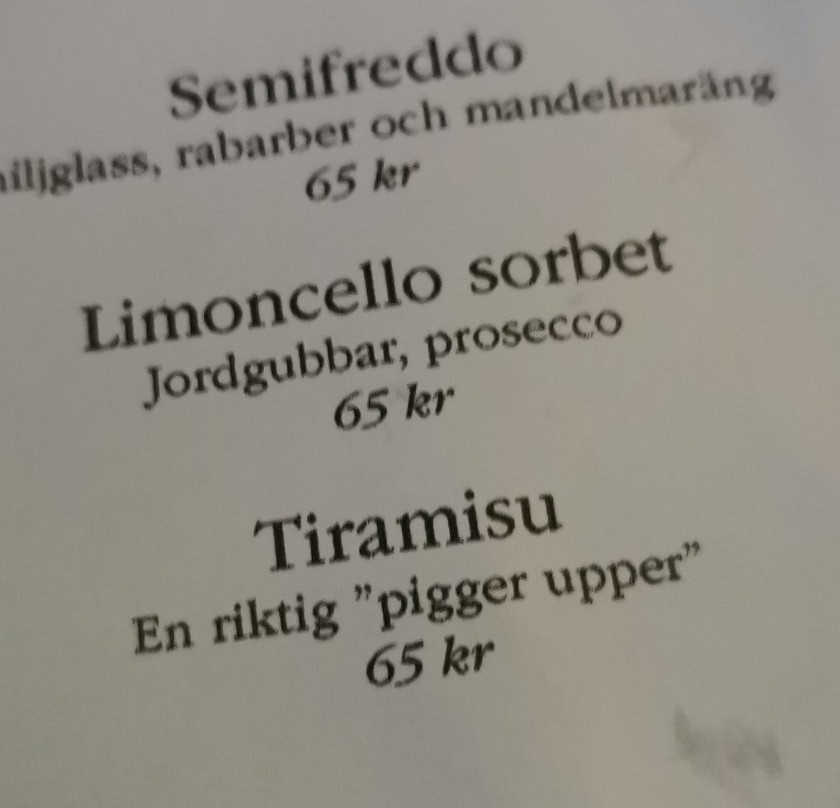 Semifreddo
rabarber och mandelmaräng
65 kr
Limoncello sorbet
Jordgubbar, prosecco
65 kr
Tiramisu
En riktig ”pigger upper”
65 kr